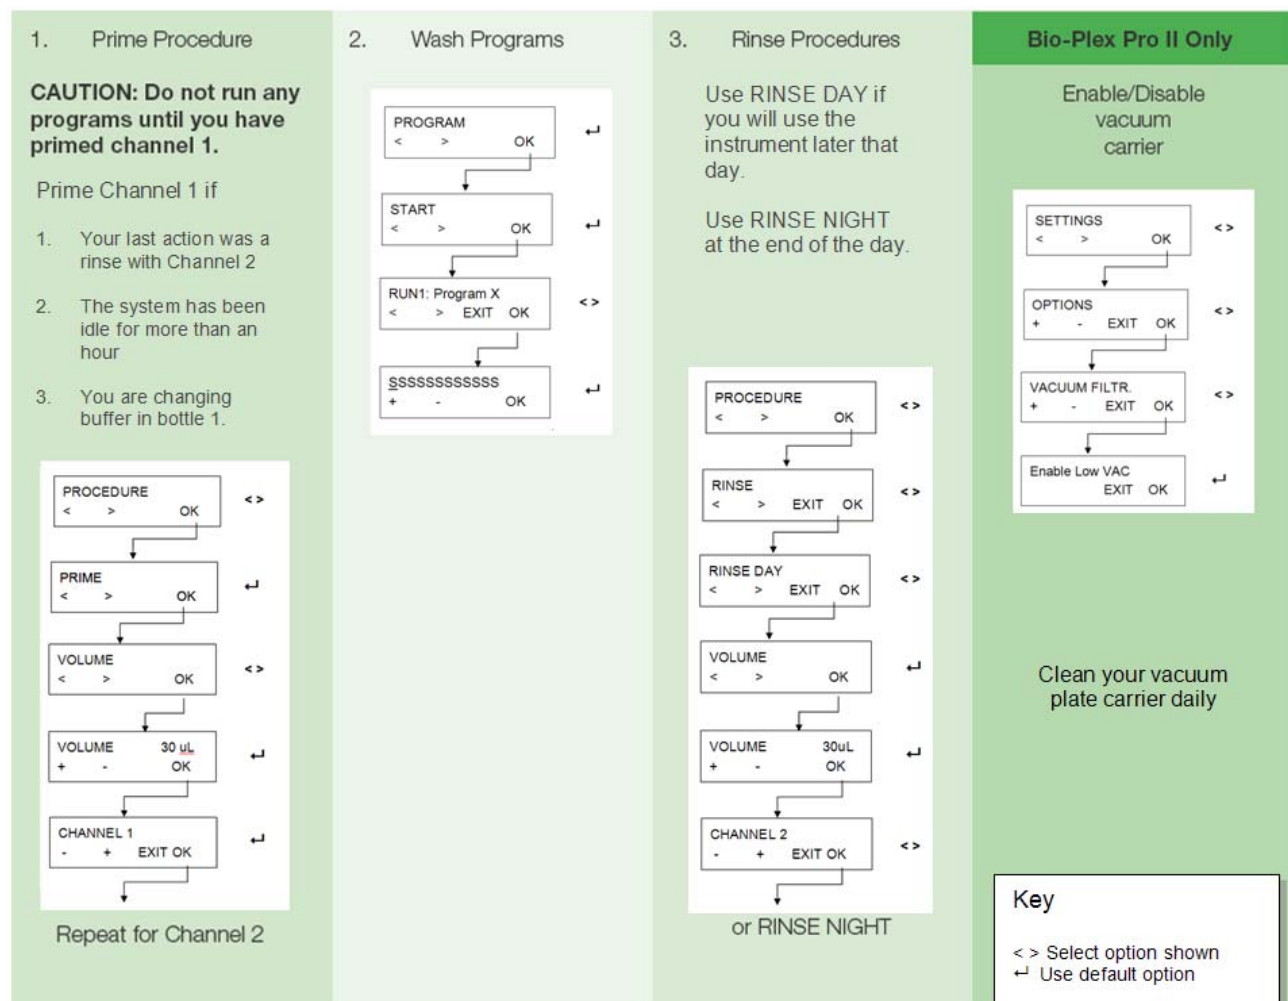 1. Prime Procedure
CAUTION: Do not run any
programs until you have
primed channel 1.
Prime Channel 1 if
1. Your last action was a
rinse with Channel 2
2. The system has been
idle for more than an
hour
3. You are changing
buffer in bottle 1.
PROCEDURE
< > OK
< >
PRIME
< > OK
↵
VOLUME
< > OK
< >
VOLUME 30 uL
+ - OK
↵
CHANNEL 1
- + EXIT OK
↵
Repeat for Channel 2
2. Wash Programs
PROGRAM
< > OK
↵
START
< > OK
↵
RUN1: Program X
< > EXIT OK
< >
SSSSSSSSSSSSS
+ - OK
↵
3. Rinse Procedures
Use RINSE DAY if
you will use the
instrument later that
day.
Use RINSE NIGHT
at the end of the day.
PROCEDURE
< > OK
< >
RINSE
< > EXIT OK
< >
RINSE DAY
< > EXIT OK
< >
VOLUME
< > OK
↵
VOLUME 30uL
+ - OK
↵
CHANNEL 2
- + EXIT OK
< >
or RINSE NIGHT
Bio-Plex Pro II Only
Enable/Disable
vacuum
carrier
SETTINGS
< > OK
< >
OPTIONS
+ - EXIT OK
< >
VACUUM FILTR.
+ - EXIT OK
< >
Enable Low VAC
EXIT OK
↵
Clean your vacuum
plate carrier daily
Key
< > Select option shown
↵ Use default option